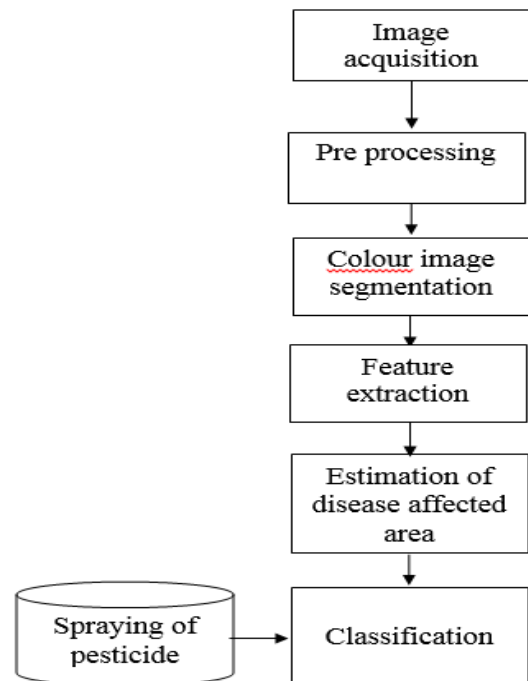 Image
acquisition
Pre processing
Colour image
segmentation
Feature
extraction
Estimation of
disease affected
area
Spraying of
pesticide
Classification